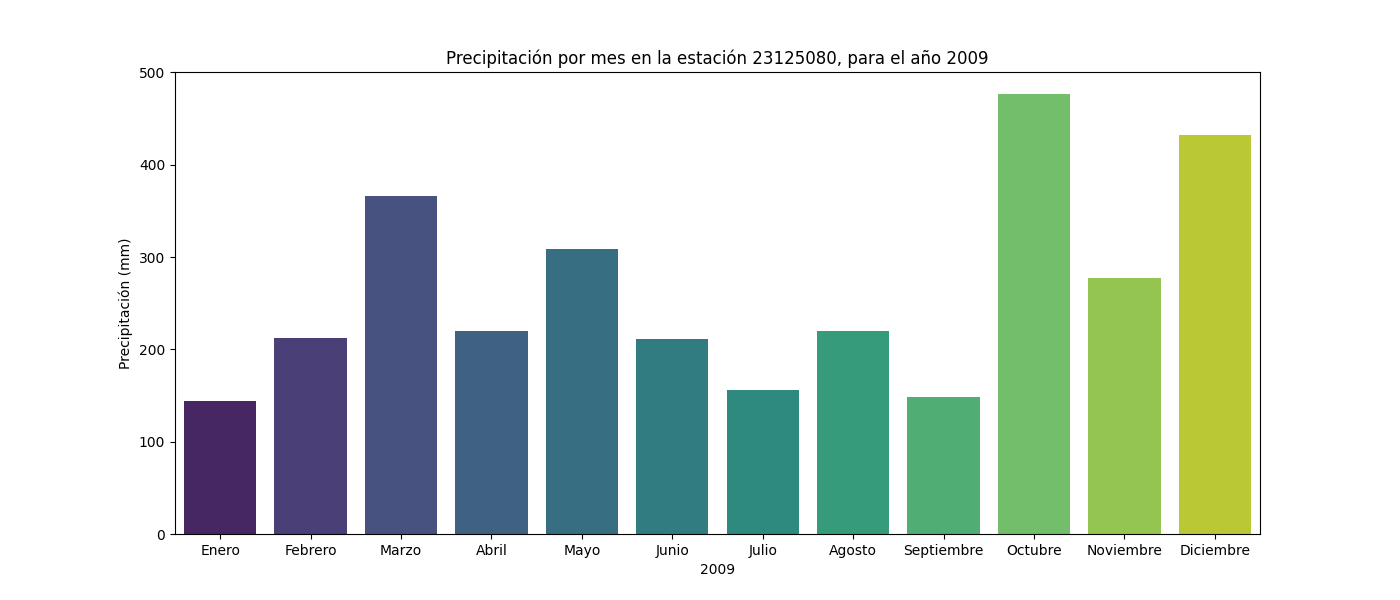 Precipitación por mes en la estación 23125080, para el año 2009
500
400
300
200
100
0
Precipitación (mm)
Enero Febrero Marzo Abril Mayo Junio Julio Agosto Septiembre Octubre Noviembre Diciembre
2009